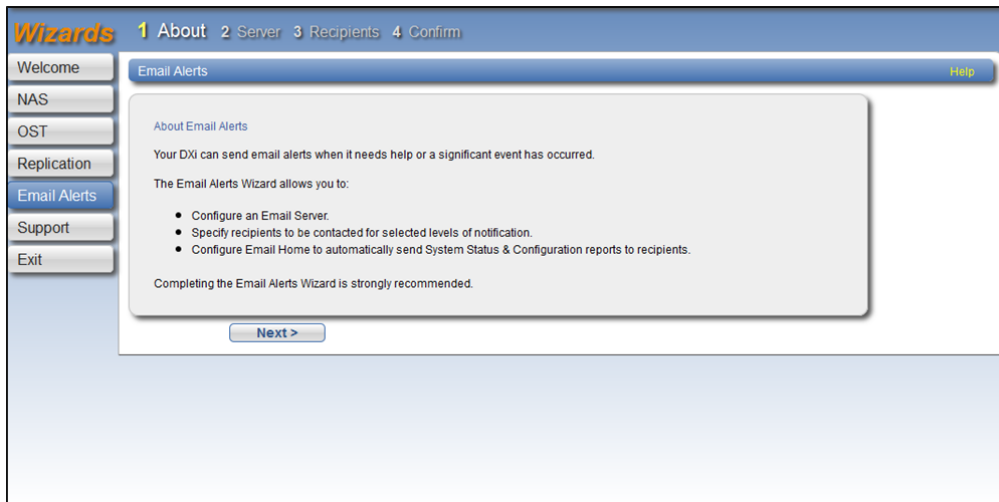 Wizards
1 About 2 Server 3 Recipients 4 Confirm
Welcome
NAS
OST
Replication
Email Alerts
Support
Exit
Email Alerts
Help
About Email Alerts
Your DXi can send email alerts when it needs help or a significant event has occurred.
The Email Alerts Wizard allows you to:
• Configure an Email Server.
• Specify recipients to be contacted for selected levels of notification.
• Configure Email Home to automatically send System Status & Configuration reports to recipients.
Completing the Email Alerts Wizard is strongly recommended.
Next >